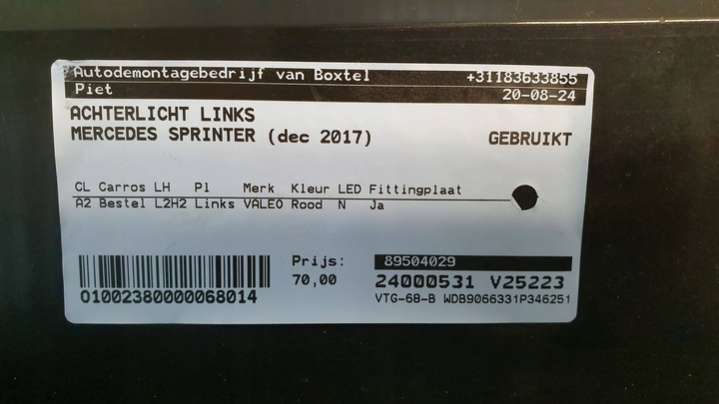 Autodemontagebedrijf van Boxtel +31183633855
Piet 20-08-24
ACHTERLICHT LINKS
MERCEDES SPRINTER (dec 2017) GEBRUIKT
CL Carros LH Pl Merk Kleur LED Fittingplaat
A2 Bestel L2H2 Links VALEO Rood N Ja
Prijs: 89504029
70,00 24000531 V25223
01002380000068014 VTG-68-B WDB9066331P346251